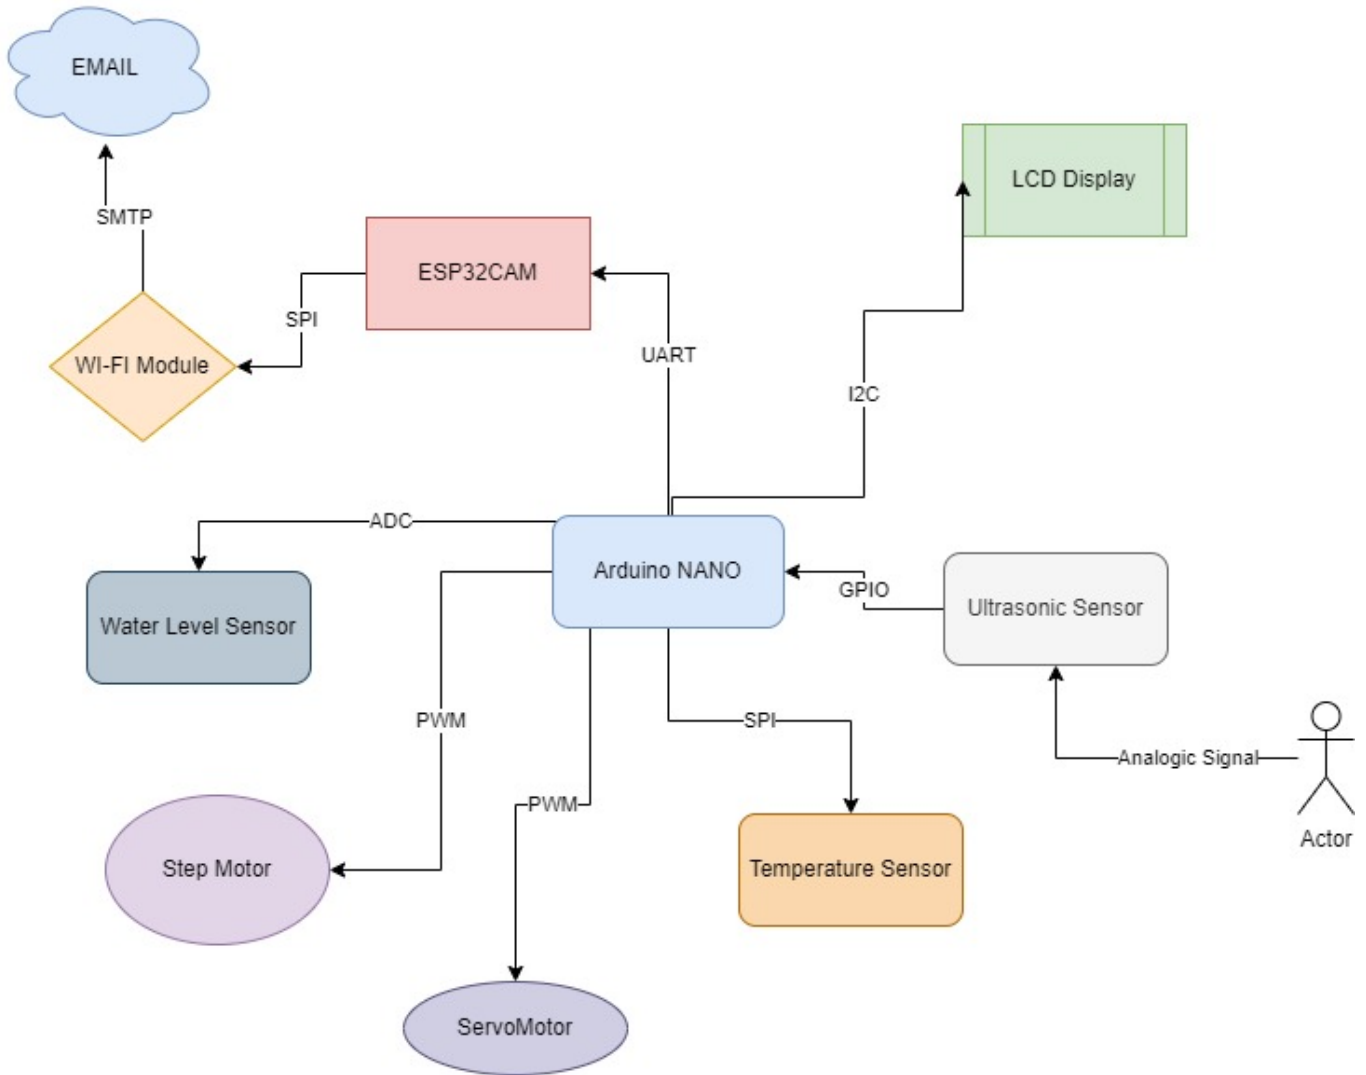 EMAIL
LCD Display
SMTP
ESP32CAM
SPI
WI-FI Module
UART
I2C
ADC
Arduino NANO
GPIO
Ultrasonic Sensor
Water Level Sensor
PWM
SPI
Analogic Signal
PWM
Actor
Step Motor
Temperature Sensor
ServoMotor